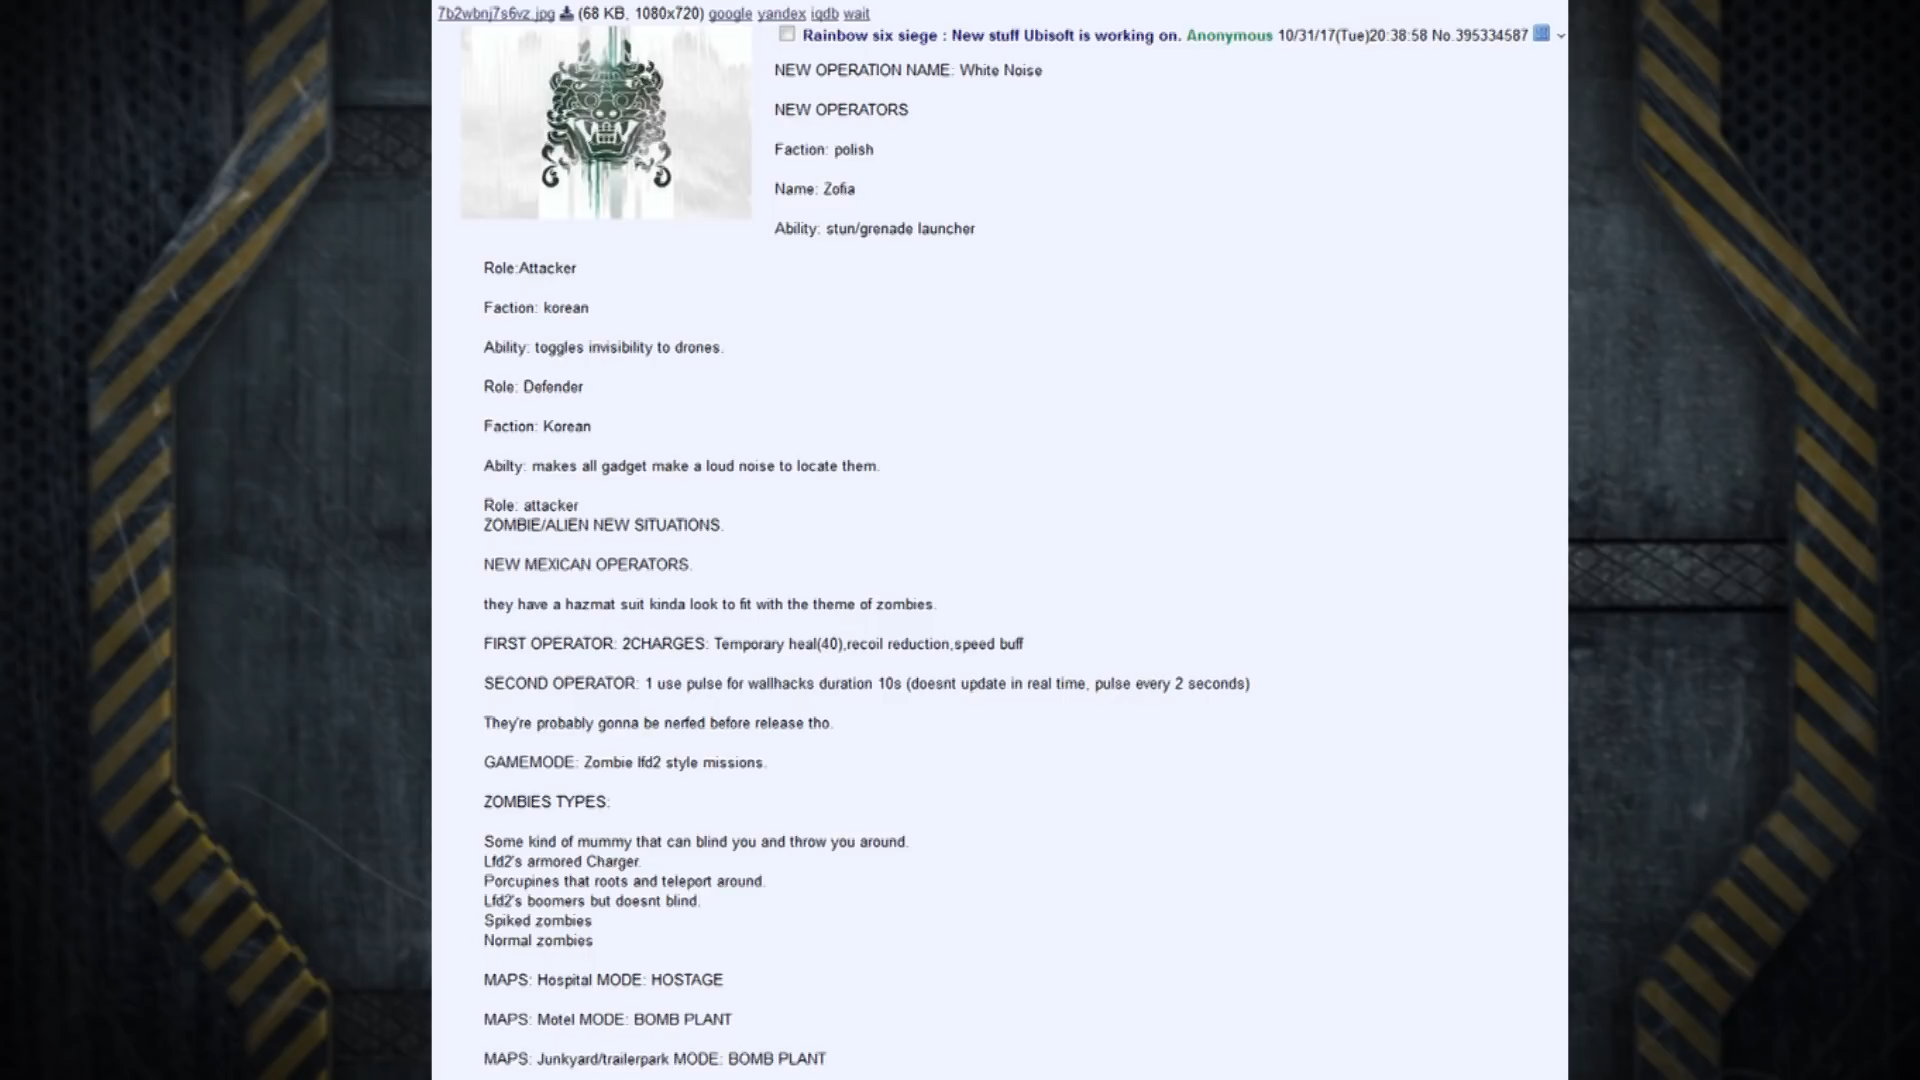 7b2wbnj7s6vz.jpg (68 KB, 1080x720) google yandex iqdb wait
Rainbow six siege : New stuff Ubisoft is working on. Anonymous 10/31/17(Tue)20:38:58 No.395334587
NEW OPERATION NAME: White Noise
NEW OPERATORS
Faction: polish
Name: Zofia
Ability: stun/grenade launcher
Role:Attacker
Faction: korean
Ability: toggles invisibility to drones.
Role: Defender
Faction: Korean
Abilty: makes all gadget make a loud noise to locate them.
Role: attacker
ZOMBIE/ALIEN NEW SITUATIONS.
NEW MEXICAN OPERATORS.
they have a hazmat suit kinda look to fit with the theme of zombies.
FIRST OPERATOR: 2CHARGES: Temporary heal(40),recoil reduction,speed buff
SECOND OPERATOR: 1 use pulse for wallhacks duration 10s (doesnt update in real time, pulse every 2 seconds)
They're probably gonna be nerfed before release tho.
GAMEMODE: Zombie lfd2 style missions.
ZOMBIES TYPES:
Some kind of mummy that can blind you and throw you around.
Lfd2's armored Charger.
Porcupines that roots and teleport around.
Lfd2's boomers but doesnt blind.
Spiked zombies
Normal zombies
MAPS: Hospital MODE: HOSTAGE
MAPS: Motel MODE: BOMB PLANT
MAPS: Junkyard/trailerpark MODE: BOMB PLANT